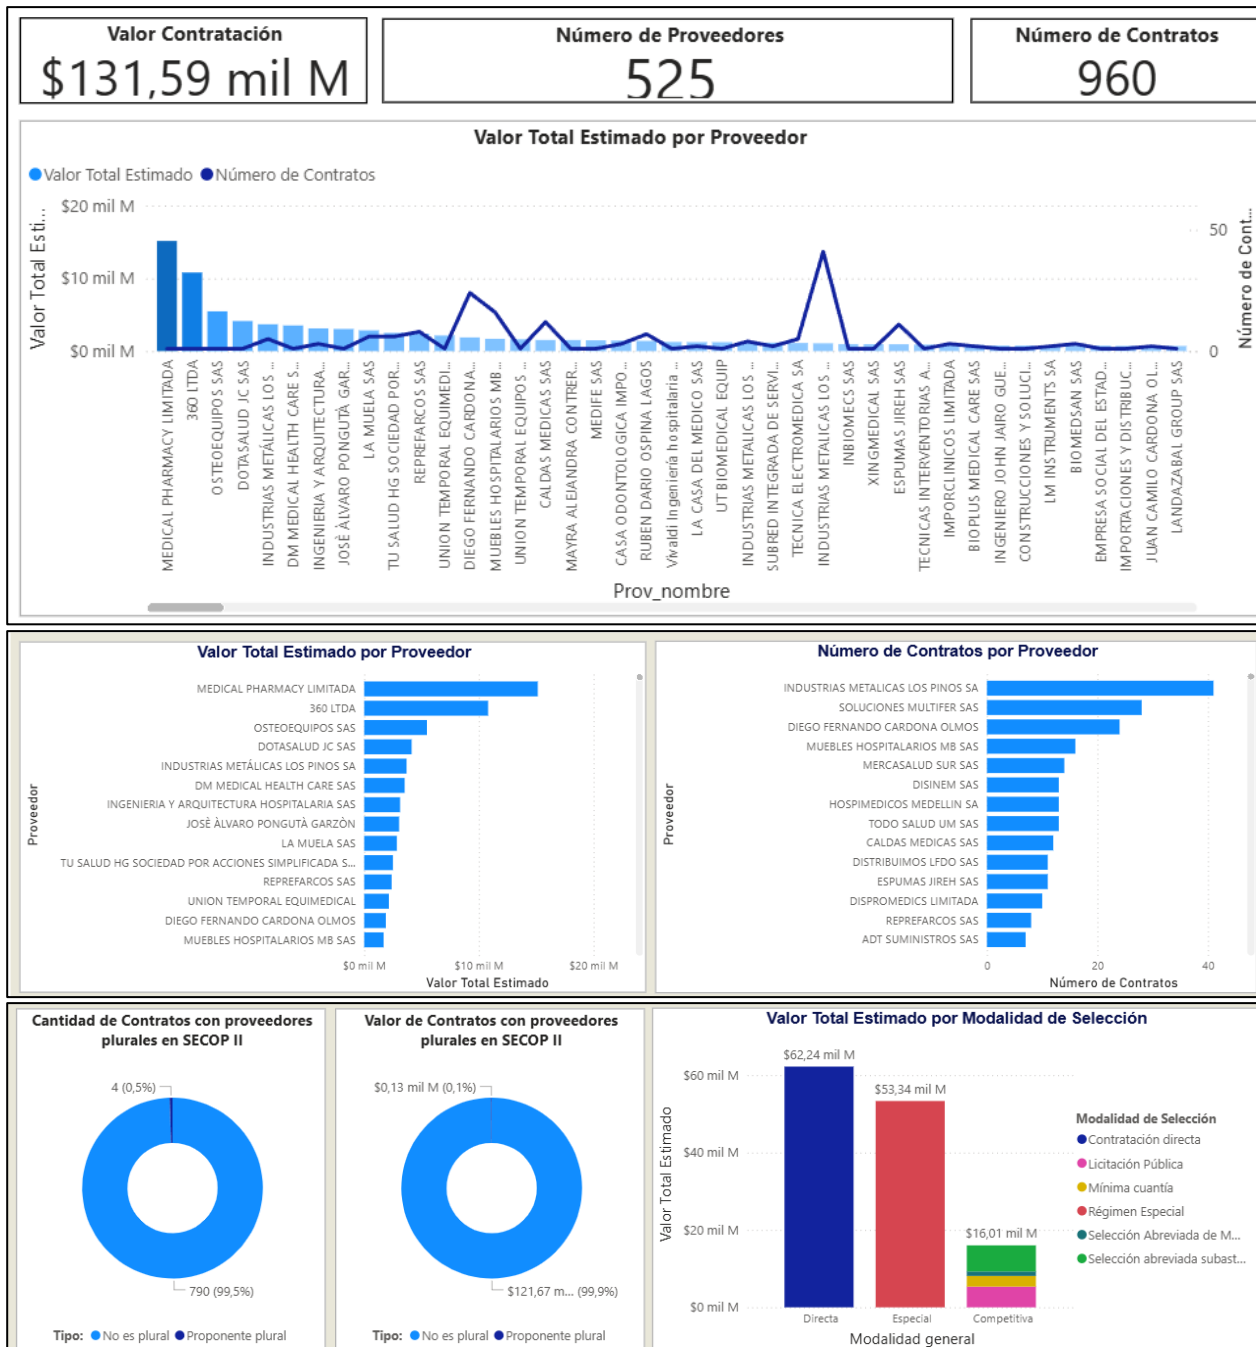 Valor Contratación
$131,59 mil M
Número de Proveedores
525
Número de Contratos
960
Valor Total Estimado por Proveedor
Valor Total Estimado Número de Contratos
Valor Total Esti...
$20 mil M
$10 mil M
$0 mil M
50
0
Número de Cont...
MEDICAL PHARMACY LIMITADA
360 LTDA
OSTEOEQUIPOS SAS
DOTASALUD JC SAS
INDUSTRIAS METÁLICAS LOS ...
DM MEDICAL HEALTH CARE S...
INGENIERIA Y ARQUITECTURA...
JOSÈ ÀLVARO PONGUTÀ GAR...
LA MUELA SAS
TU SALUD HG SOCIEDAD POR...
REPREFARCOS SAS
UNION TEMPORAL EQUIMEDI...
DIEGO FERNANDO CARDONA...
MUEBLES HOSPITALARIOS MB...
UNION TEMPORAL EQUIPOS ...
CALDAS MEDICAS SAS
MAYRA ALEJANDRA CONTRER...
MEDIFE SAS
CASA ODONTOLOGICA IMPO...
RUBEN DARIO OSPINA LAGOS
Vivaldi Ingeniería hospitalaria ...
LA CASA DEL MEDICO SAS
UT BIOMEDICAL EQUIP
INDUSTRIAS METALICAS LOS ...
SUBRED INTEGRADA DE SERVI...
TECNICA ELECTROMEDICA SA
INDUSTRIAS METALICAS LOS ...
INBIOMECS SAS
XINGMEDICAL SAS
ESPUMAS JIREH SAS
TECNICAS INTERVENTORIAS A...
IMPORCLINICOS LIMITADA
BIOPLUS MEDICAL CARE SAS
INGENIERO JOHN JAIRO GUE...
CONSTRUCCIONES Y SOLUCI...
LM INSTRUMENTS SA
BIOMEDSAN SAS
EMPRESA SOCIAL DEL ESTAD...
IMPORTACIONES Y DISTRIBUC...
JUAN CAMILO CARDONA OL...
LANDAZABAL GROUP SAS
Prov_nombre
Valor Total Estimado por Proveedor
Proveedor
MEDICAL PHARMACY LIMITADA
360 LTDA
OSTEOEQUIPOS SAS
DOTASALUD JC SAS
INDUSTRIAS METÁLICAS LOS PINOS SA
DM MEDICAL HEALTH CARE SAS
INGENIERIA Y ARQUITECTURA HOSPITALARIA SAS
JOSÈ ÀLVARO PONGUTÀ GARZÒN
LA MUELA SAS
TU SALUD HG SOCIEDAD POR ACCIONES SIMPLIFICADA S...
REPREFARCOS SAS
UNION TEMPORAL EQUIMEDICAL
DIEGO FERNANDO CARDONA OLMOS
MUEBLES HOSPITALARIOS MB SAS
$0 mil M $10 mil M $20 mil M
Valor Total Estimado
Número de Contratos por Proveedor
Proveedor
INDUSTRIAS METALICAS LOS PINOS SA
SOLUCIONES MULTIFER SAS
DIEGO FERNANDO CARDONA OLMOS
MUEBLES HOSPITALARIOS MB SAS
MERCASALUD SUR SAS
DISINEM SAS
HOSPIMEDICOS MEDELLIN SA
TODO SALUD UM SAS
CALDAS MEDICAS SAS
DISTRIBUIMOS LFDO SAS
ESPUMAS JIREH SAS
DISPROMEDICS LIMITADA
REPREFARCOS SAS
ADT SUMINISTROS SAS
0 20 40
Número de Contratos
Cantidad de Contratos con proveedores
plurales en SECOP II
4 (0,5%)
790 (99,5%)
Tipo: No es plural Proponente plural
Valor de Contratos con proveedores
plurales en SECOP II
$0,13 mil M (0,1%)
$121,67 m... (99,9%)
Tipo: No es plural Proponente plural
Valor Total Estimado por Modalidad de Selección
Valor Total Estimado
$60 mil M
$40 mil M
$20 mil M
$0 mil M
$62,24 mil M
$53,34 mil M
$16,01 mil M
Directa Especial Competitiva
Modalidad general
Modalidad de Selección
Contratación directa
Licitación Pública
Mínima cuantía
Régimen Especial
Selección Abreviada de M...
Selección abreviada subast...